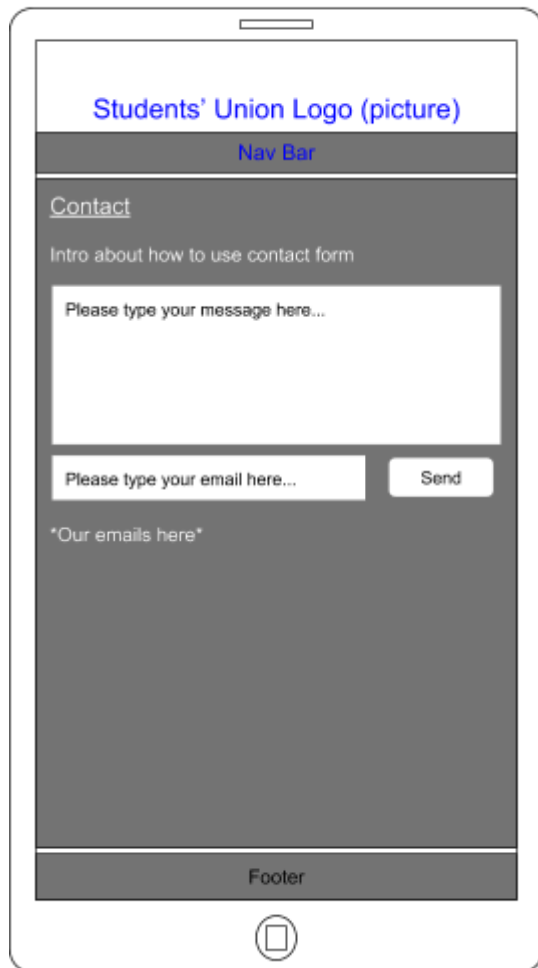 Students’ Union Logo (picture)
Nav Bar
Contact
Intro about how to use contact form
Please type your message here...
Please type your email here...
Send
*Our emails here*
Footer